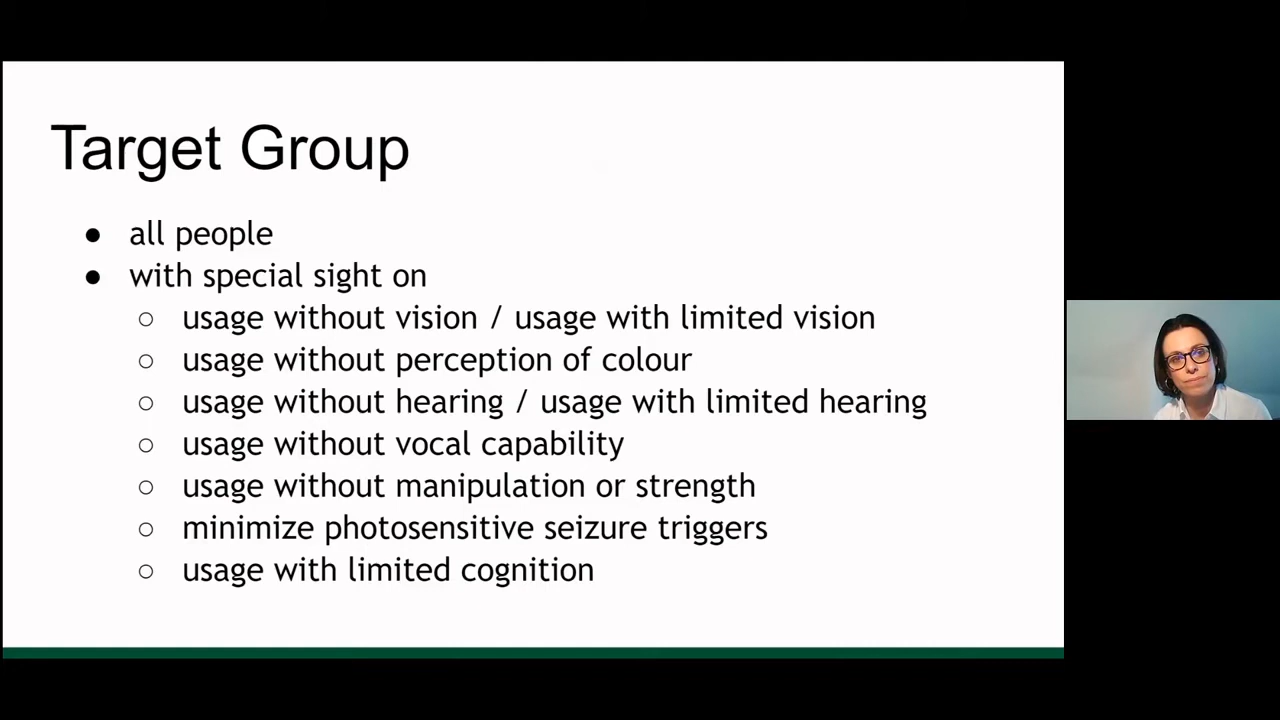 Target Group
● all people
● with special sight on
○ usage without vision / usage with limited vision
○ usage without perception of colour
○ usage without hearing / usage with limited hearing
○ usage without vocal capability
○ usage without manipulation or strength
○ minimize photosensitive seizure triggers
○ usage with limited cognition